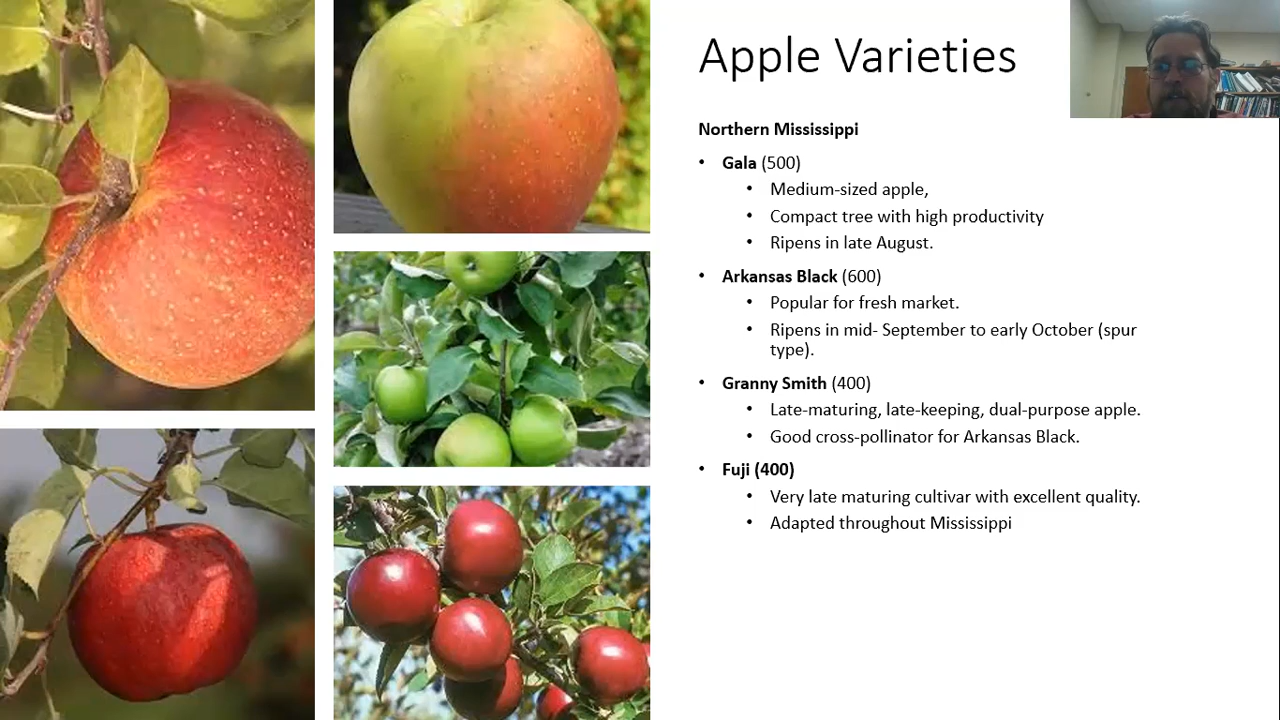 Apple Varieties
Northern Mississippi
• Gala (500)
• Medium-sized apple,
• Compact tree with high productivity
• Ripens in late August.
• Arkansas Black (600)
• Popular for fresh market.
• Ripens in mid- September to early October (spur
type).
• Granny Smith (400)
• Late-maturing, late-keeping, dual-purpose apple.
• Good cross-pollinator for Arkansas Black.
• Fuji (400)
• Very late maturing cultivar with excellent quality.
• Adapted throughout Mississippi